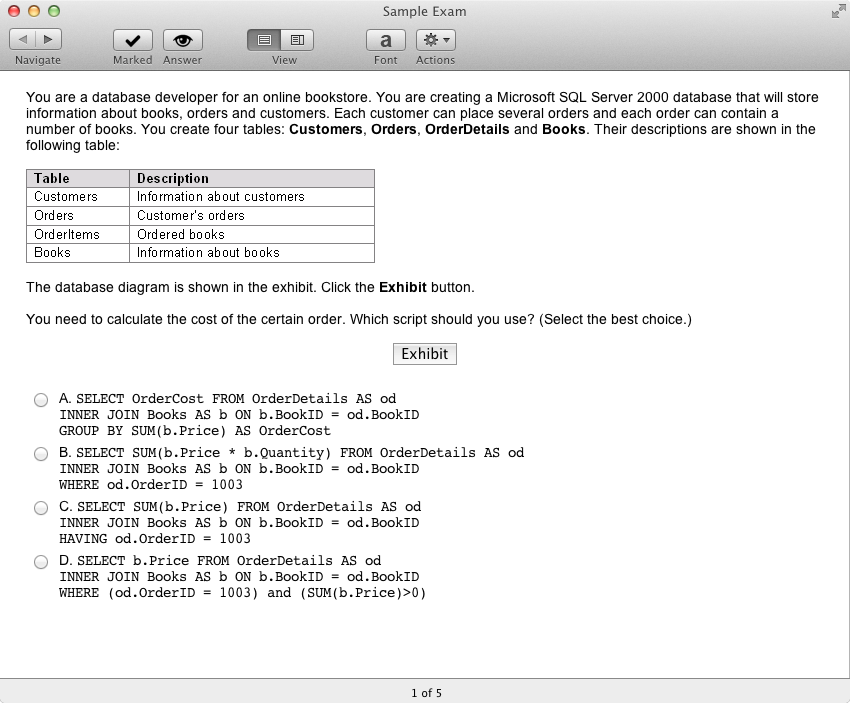 Sample Exam
Navigate
Marked Answer
View
a
Font
Actions
You are a database developer for an online bookstore. You are creating a Microsoft SQL Server 2000 database that will store
information about books, orders and customers. Each customer can place several orders and each order can contain a
number of books. You create four tables: Customers, Orders, OrderDetails and Books. Their descriptions are shown in the
following table:
Table Description
Customers Information about customers
Orders Customer's orders
OrderItems Ordered books
Books Information about books
The database diagram is shown in the exhibit. Click the Exhibit button.
You need to calculate the cost of the certain order. Which script should you use? (Select the best choice.)
Exhibit
A. SELECT OrderCost FROM OrderDetails AS od
INNER JOIN Books AS b ON b.BookID = od.BookID
GROUP BY SUM(b.Price) AS OrderCost
B. SELECT SUM(b.Price * b.Quantity) FROM OrderDetails AS od
INNER JOIN Books AS b ON b.BookID = od.BookID
WHERE od.OrderID = 1003
C. SELECT SUM(b.Price) FROM OrderDetails AS od
INNER JOIN Books AS b ON b.BookID = od.BookID
HAVING od.OrderID = 1003
D. SELECT b.Price FROM OrderDetails AS od
INNER JOIN Books AS b ON b.BookID = od.BookID
WHERE (od.OrderID = 1003) and (SUM(b.Price)>0)
1 of 5